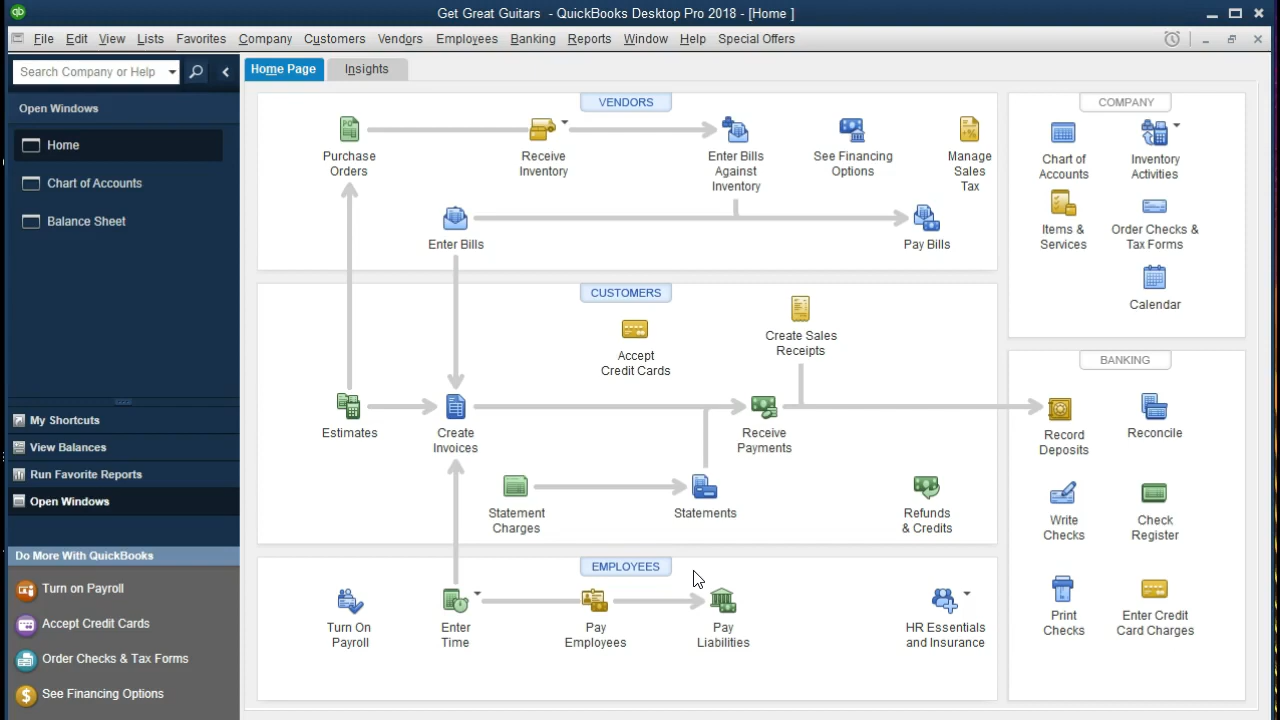 qb
Get Great Guitars - QuickBooks Desktop Pro 2018 - [Home ]
File Edit View Lists Favorites Company Customers Vendors Employees Banking Reports Window Help Special Offers
Search Company or Help
Open Windows
Home
Chart of Accounts
Balance Sheet
My Shortcuts
View Balances
Run Favorite Reports
Open Windows
Do More With QuickBooks
Turn on Payroll
Accept Credit Cards
Order Checks & Tax Forms
See Financing Options
Home Page
Insights
VENDORS
Purchase
Orders
Receive
Inventory
Enter Bills
Against
Inventory
See Financing
Options
Manage
Sales
Tax
Enter Bills
Pay Bills
CUSTOMERS
Accept
Credit Cards
Create Sales
Receipts
Estimates
Create
Invoices
Receive
Payments
Statement
Charges
Statements
Refunds
& Credits
EMPLOYEES
Turn On
Payroll
Enter
Time
Pay
Employees
Pay
Liabilities
HR Essentials
and Insurance
COMPANY
Chart of
Accounts
Inventory
Activities
Items &
Services
Order Checks &
Tax Forms
Calendar
BANKING
Record
Deposits
Reconcile
Write
Checks
Check
Register
Print
Checks
Enter Credit
Card Charges